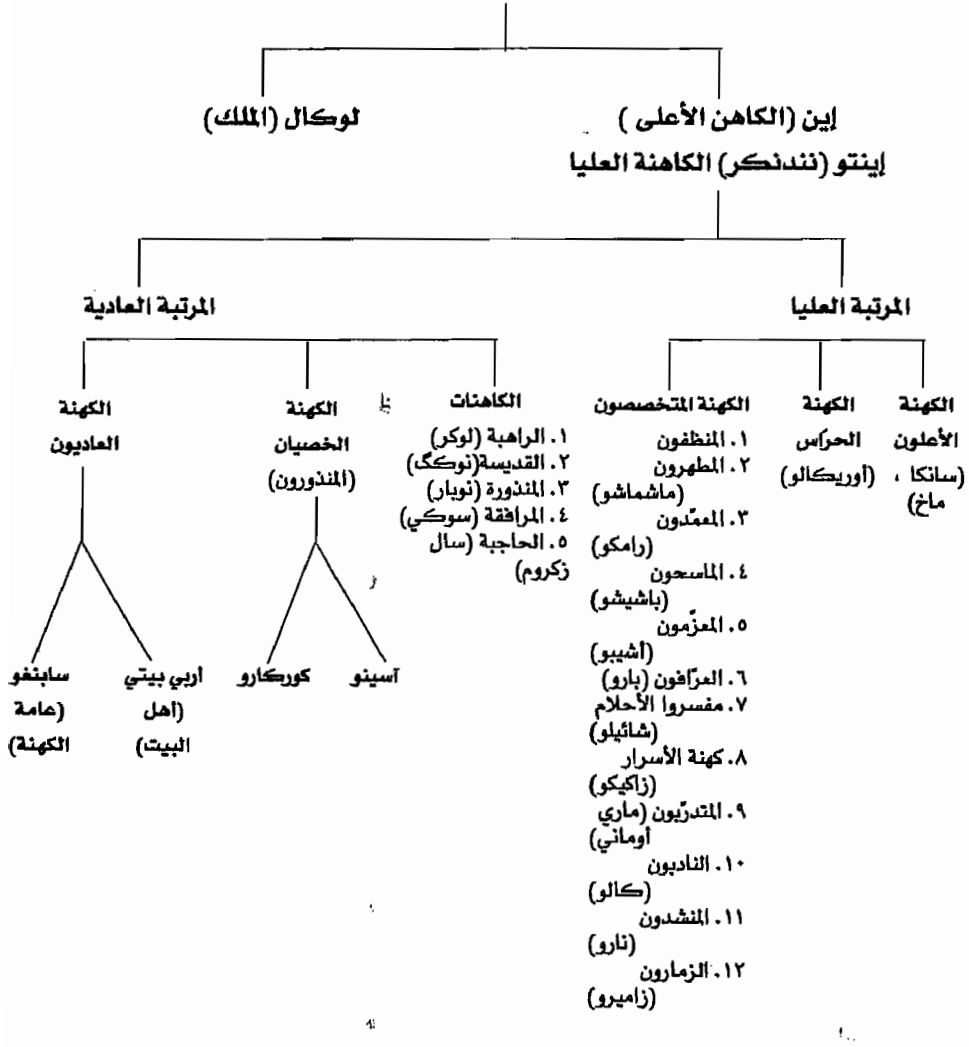 إين (الكاهن الأعلى )
لوكال (الملك)
إينتو (نندنكر) الكاهنة العليا
المرتبة العليا
المرتبة العادية
الكهنة
الأعلون
(سانكا ،
ماخ)
الكهنة
الحرّاس
(أوريكالو)
الكهنة المتخصصون
١. المنظفون
٢. المطهرون
(ماشماشو)
٣. المعمّدون
(رامكو)
٤. الماسحون
(باشيشو)
٥. المعزّمون
(أشيبو)
٦. العرّافون (بارو)
٧. مفسروا الأحلام
(شائيلو)
٨. كهنة الأسرار
(زاكيكو)
٩. المتدرّبون (ماري
أوماني)
١٠. النادبون
(كالو)
١١. المنشدون
(نارو)
١٢. الزمارون
(زاميرو)
الكاهنات
١. الراهبة (لوكر)
٢. القديسة(نوكگ)
٣. المنذورة (نوبار)
٤. المرافقة (سوكي)
٥. الحاجبة (سال
زكروم)
الكهنة
الخصيان
(المنذورون)
آسينو
كوركارو
الكهنة
العاديون
أربي بيتي
(أهل
البيت)
سابنغو
(عامة
الكهنة)